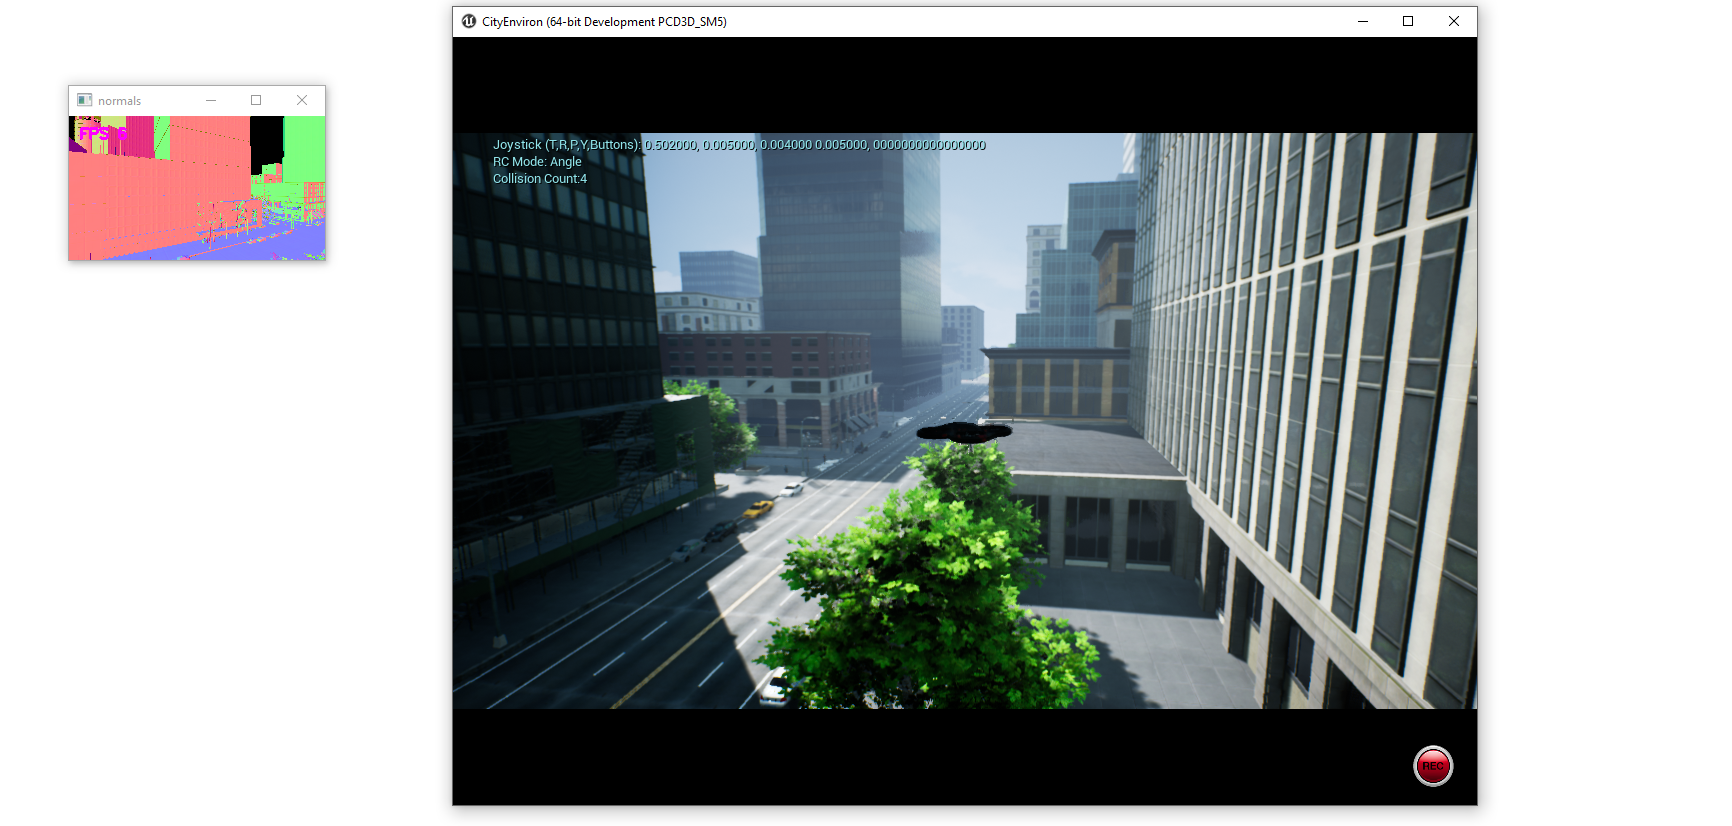 normals
FPS:6
CityEnviron (64-bit Development PCD3D_SM5)
Joystick (T,R,P,Y,Buttons): 0.502000, 0.005000, 0.004000 0.005000, 0000000000000000
RC Mode: Angle
Collision Count:4
REC